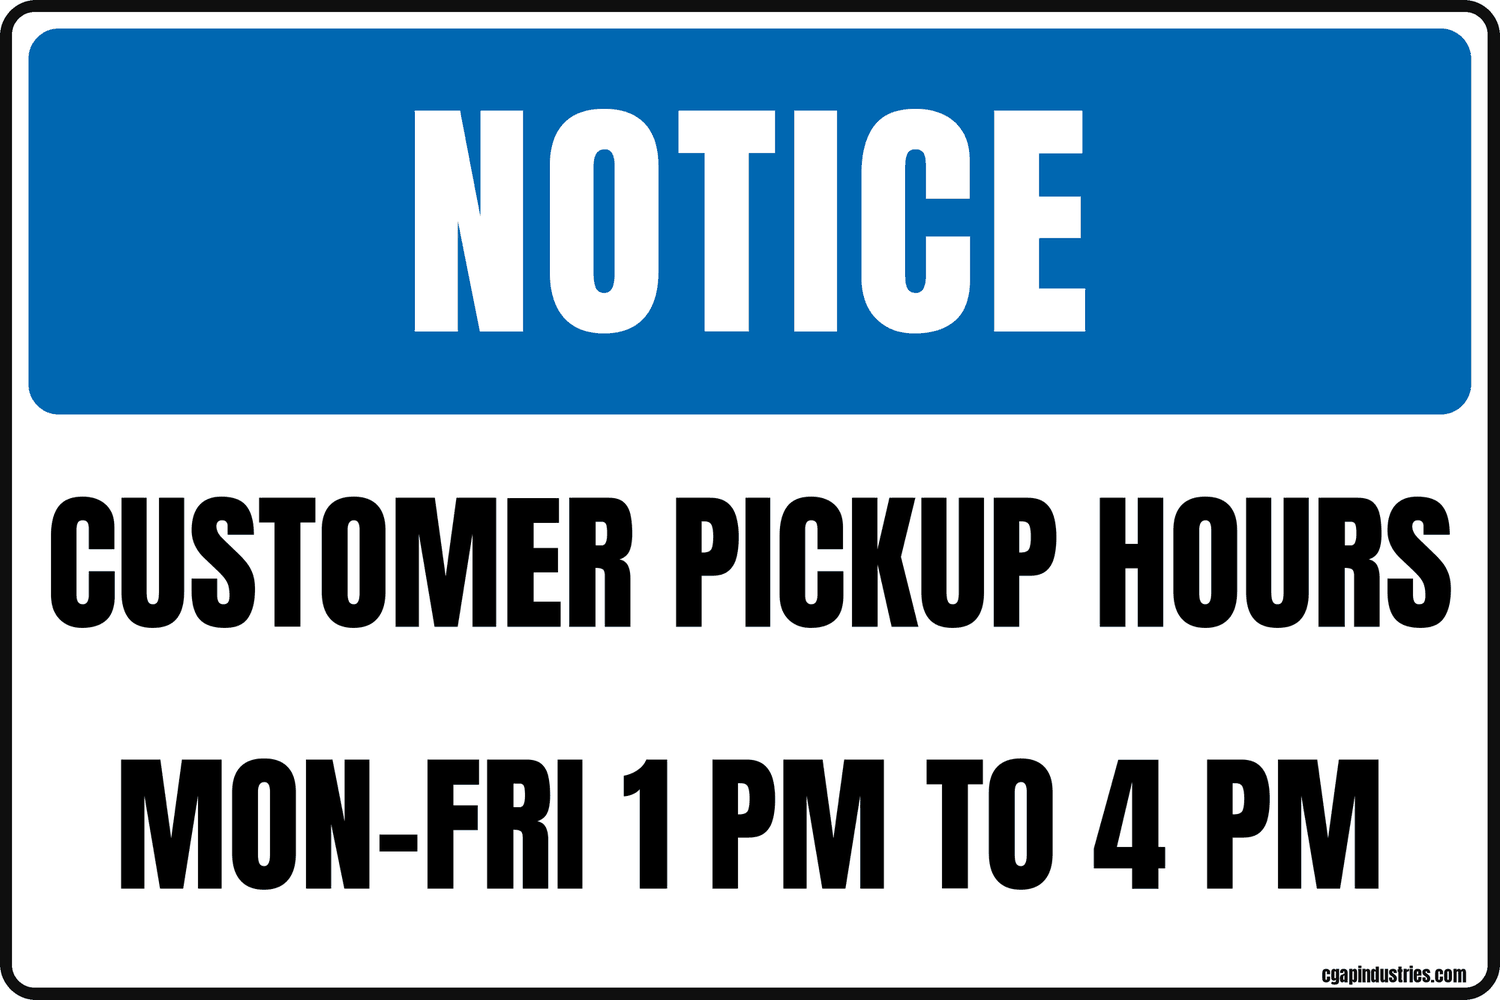 NOTICE
CUSTOMER PICKUP HOURS
MON-FRI 1 PM TO 4 PM
cgapindustries.com